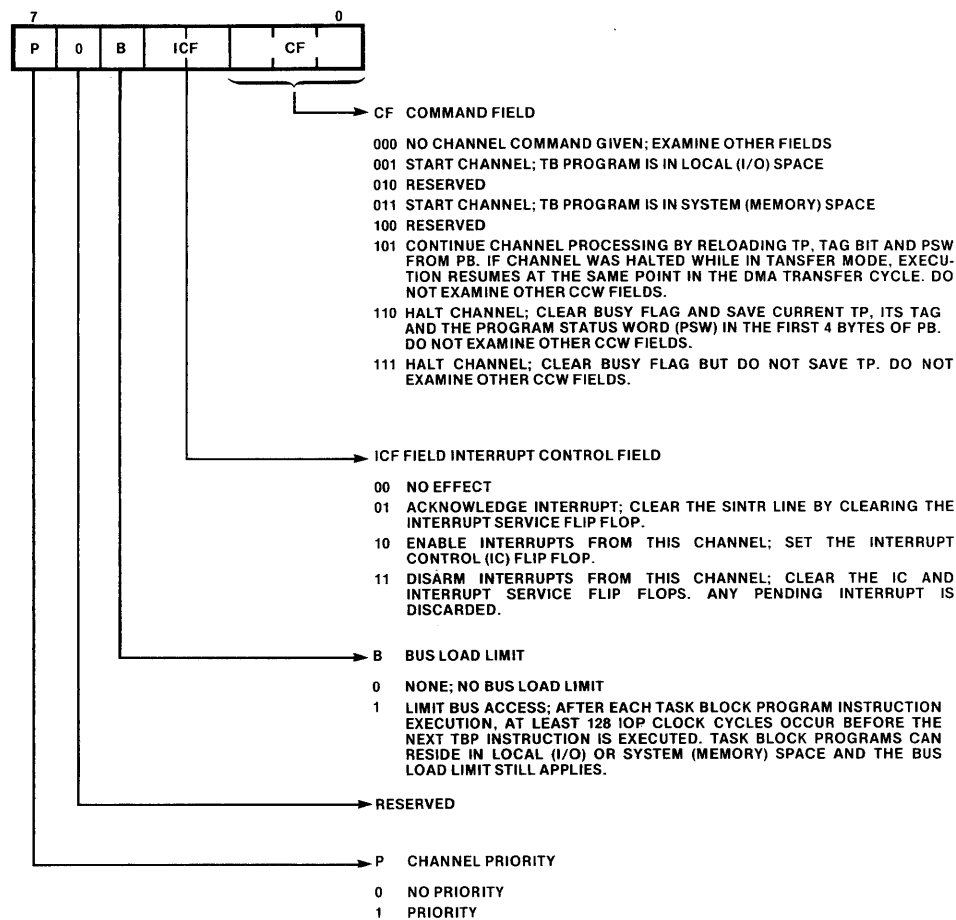 7 0
P 0 B ICF CF
CF COMMAND FIELD
000 NO CHANNEL COMMAND GIVEN; EXAMINE OTHER FIELDS
001 START CHANNEL; TB PROGRAM IS IN LOCAL (I/O) SPACE
010 RESERVED
011 START CHANNEL; TB PROGRAM IS IN SYSTEM (MEMORY) SPACE
100 RESERVED
101 CONTINUE CHANNEL PROCESSING BY RELOADING TP, TAG BIT AND PSW
FROM PB. IF CHANNEL WAS HALTED WHILE IN TANSFER MODE, EXECU-
TION RESUMES AT THE SAME POINT IN THE DMA TRANSFER CYCLE. DO
NOT EXAMINE OTHER CCW FIELDS.
110 HALT CHANNEL; CLEAR BUSY FLAG AND SAVE CURRENT TP, ITS TAG
AND THE PROGRAM STATUS WORD (PSW) IN THE FIRST 4 BYTES OF PB.
DO NOT EXAMINE OTHER CCW FIELDS.
111 HALT CHANNEL; CLEAR BUSY FLAG BUT DO NOT SAVE TP. DO NOT
EXAMINE OTHER CCW FIELDS.
ICF FIELD INTERRUPT CONTROL FIELD
00 NO EFFECT
01 ACKNOWLEDGE INTERRUPT; CLEAR THE SINTR LINE BY CLEARING THE
INTERRUPT SERVICE FLIP FLOP.
10 ENABLE INTERRUPTS FROM THIS CHANNEL; SET THE INTERRUPT
CONTROL (IC) FLIP FLOP.
11 DISARM INTERRUPTS FROM THIS CHANNEL; CLEAR THE IC AND
INTERRUPT SERVICE FLIP FLOPS. ANY PENDING INTERRUPT IS
DISCARDED.
B BUS LOAD LIMIT
0 NONE; NO BUS LOAD LIMIT
1 LIMIT BUS ACCESS; AFTER EACH TASK BLOCK PROGRAM INSTRUCTION
EXECUTION, AT LEAST 128 IOP CLOCK CYCLES OCCUR BEFORE THE
NEXT TBP INSTRUCTION IS EXECUTED. TASK BLOCK PROGRAMS CAN
RESIDE IN LOCAL (I/O) OR SYSTEM (MEMORY) SPACE AND THE BUS
LOAD LIMIT STILL APPLIES.
RESERVED
P CHANNEL PRIORITY
0 NO PRIORITY
1 PRIORITY